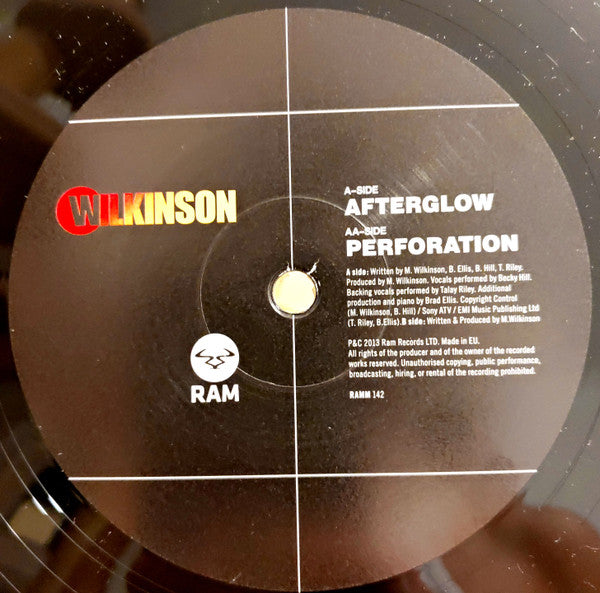 WILKINSON
A-SIDE
AFTERGLOW
AA-SIDE
PERFORATION
A side: Written by M. Wilkinson, B. Ellis, B. Hill, T. Riley.
Produced by M. Wilkinson. Vocals performed by Becky Hill.
Backing vocals performed by Talay Riley. Additional
production and piano by Brad Ellis. Copyright Control
(M. Wilkinson, B. Hill) / Sony ATV / EMI Music Publishing Ltd
(T. Riley, B.Ellis).B side: Written & Produced by M.Wilkinson
P&C 2013 Ram Records LTD. Made in EU.
All rights of the producer and of the owner of the recorded
works reserved. Unauthorised copying, public performance,
broadcasting, hiring, or rental of the recording prohibited.
RAMM 142
RAM